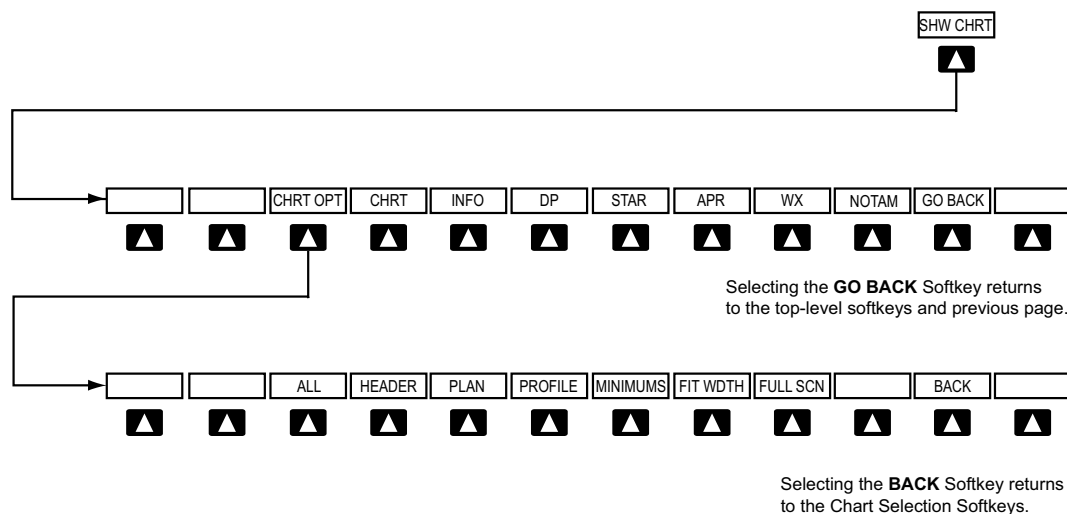 SHW CHRT
CHRT OPT CHRT INFO DP STAR APR WX NOTAM GO BACK
Selecting the GO BACK Softkey returns
to the top-level softkeys and previous page.
ALL HEADER PLAN PROFILE MINIMUMS FIT WDTH FULL SCN BACK
Selecting the BACK Softkey returns
to the Chart Selection Softkeys.